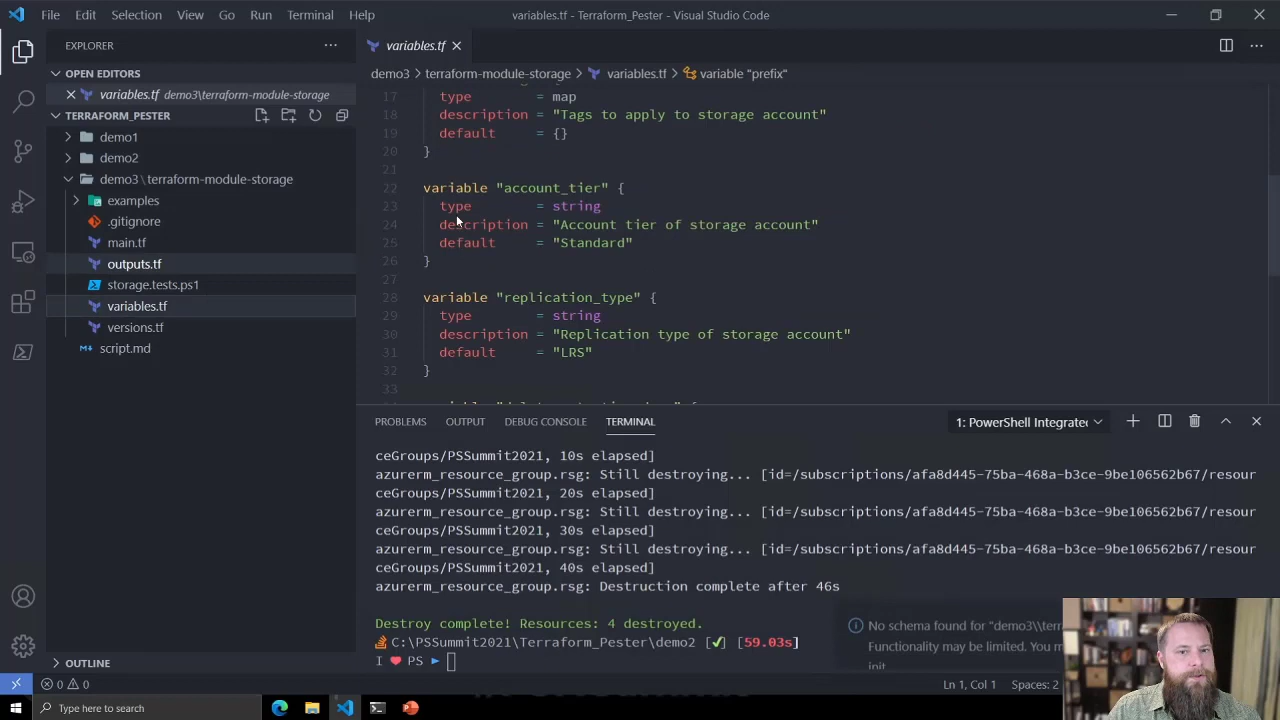 File Edit Selection View Go Run Terminal Help
variables.tf - Terraform_Pester - Visual Studio Code
EXPLORER
OPEN EDITORS
variables.tf demo3\terraform-module-storage
TERRAFORM_PESTER
demo1
demo2
demo3\terraform-module-storage
examples
.gitignore
main.tf
outputs.tf
storage.tests.ps1
variables.tf
versions.tf
script.md
OUTLINE
variables.tf
demo3 > terraform-module-storage > variables.tf > variable "prefix"
17 type = map
18 description = "Tags to apply to storage account"
19 default = {}
20 }
21
22 variable "account_tier" {
23 type = string
24 description = "Account tier of storage account"
25 default = "Standard"
26 }
27
28 variable "replication_type" {
29 type = string
30 description = "Replication type of storage account"
31 default = "LRS"
32 }
33
PROBLEMS OUTPUT DEBUG CONSOLE TERMINAL
1: PowerShell Integrated
ceGroups/PSSummit2021, 10s elapsed]
azurerm_resource_group.rsg: Still destroying... [id=/subscriptions/afa8d445-75ba-468a-b3ce-9be106562b67/resour
ceGroups/PSSummit2021, 20s elapsed]
azurerm_resource_group.rsg: Still destroying... [id=/subscriptions/afa8d445-75ba-468a-b3ce-9be106562b67/resour
ceGroups/PSSummit2021, 30s elapsed]
azurerm_resource_group.rsg: Still destroying... [id=/subscriptions/afa8d445-75ba-468a-b3ce-9be106562b67/resour
ceGroups/PSSummit2021, 40s elapsed]
azurerm_resource_group.rsg: Destruction complete after 46s
Destroy complete! Resources: 4 destroyed.
C:\PSSummit2021\Terraform_Pester\demo2 [✓] [59.03s]
I ❤ PS ►
No schema found for "demo3\\terra
Functionality may be limited. You m
init.
0 0
Ln 1, Col 1 Spaces: 2
Type here to search